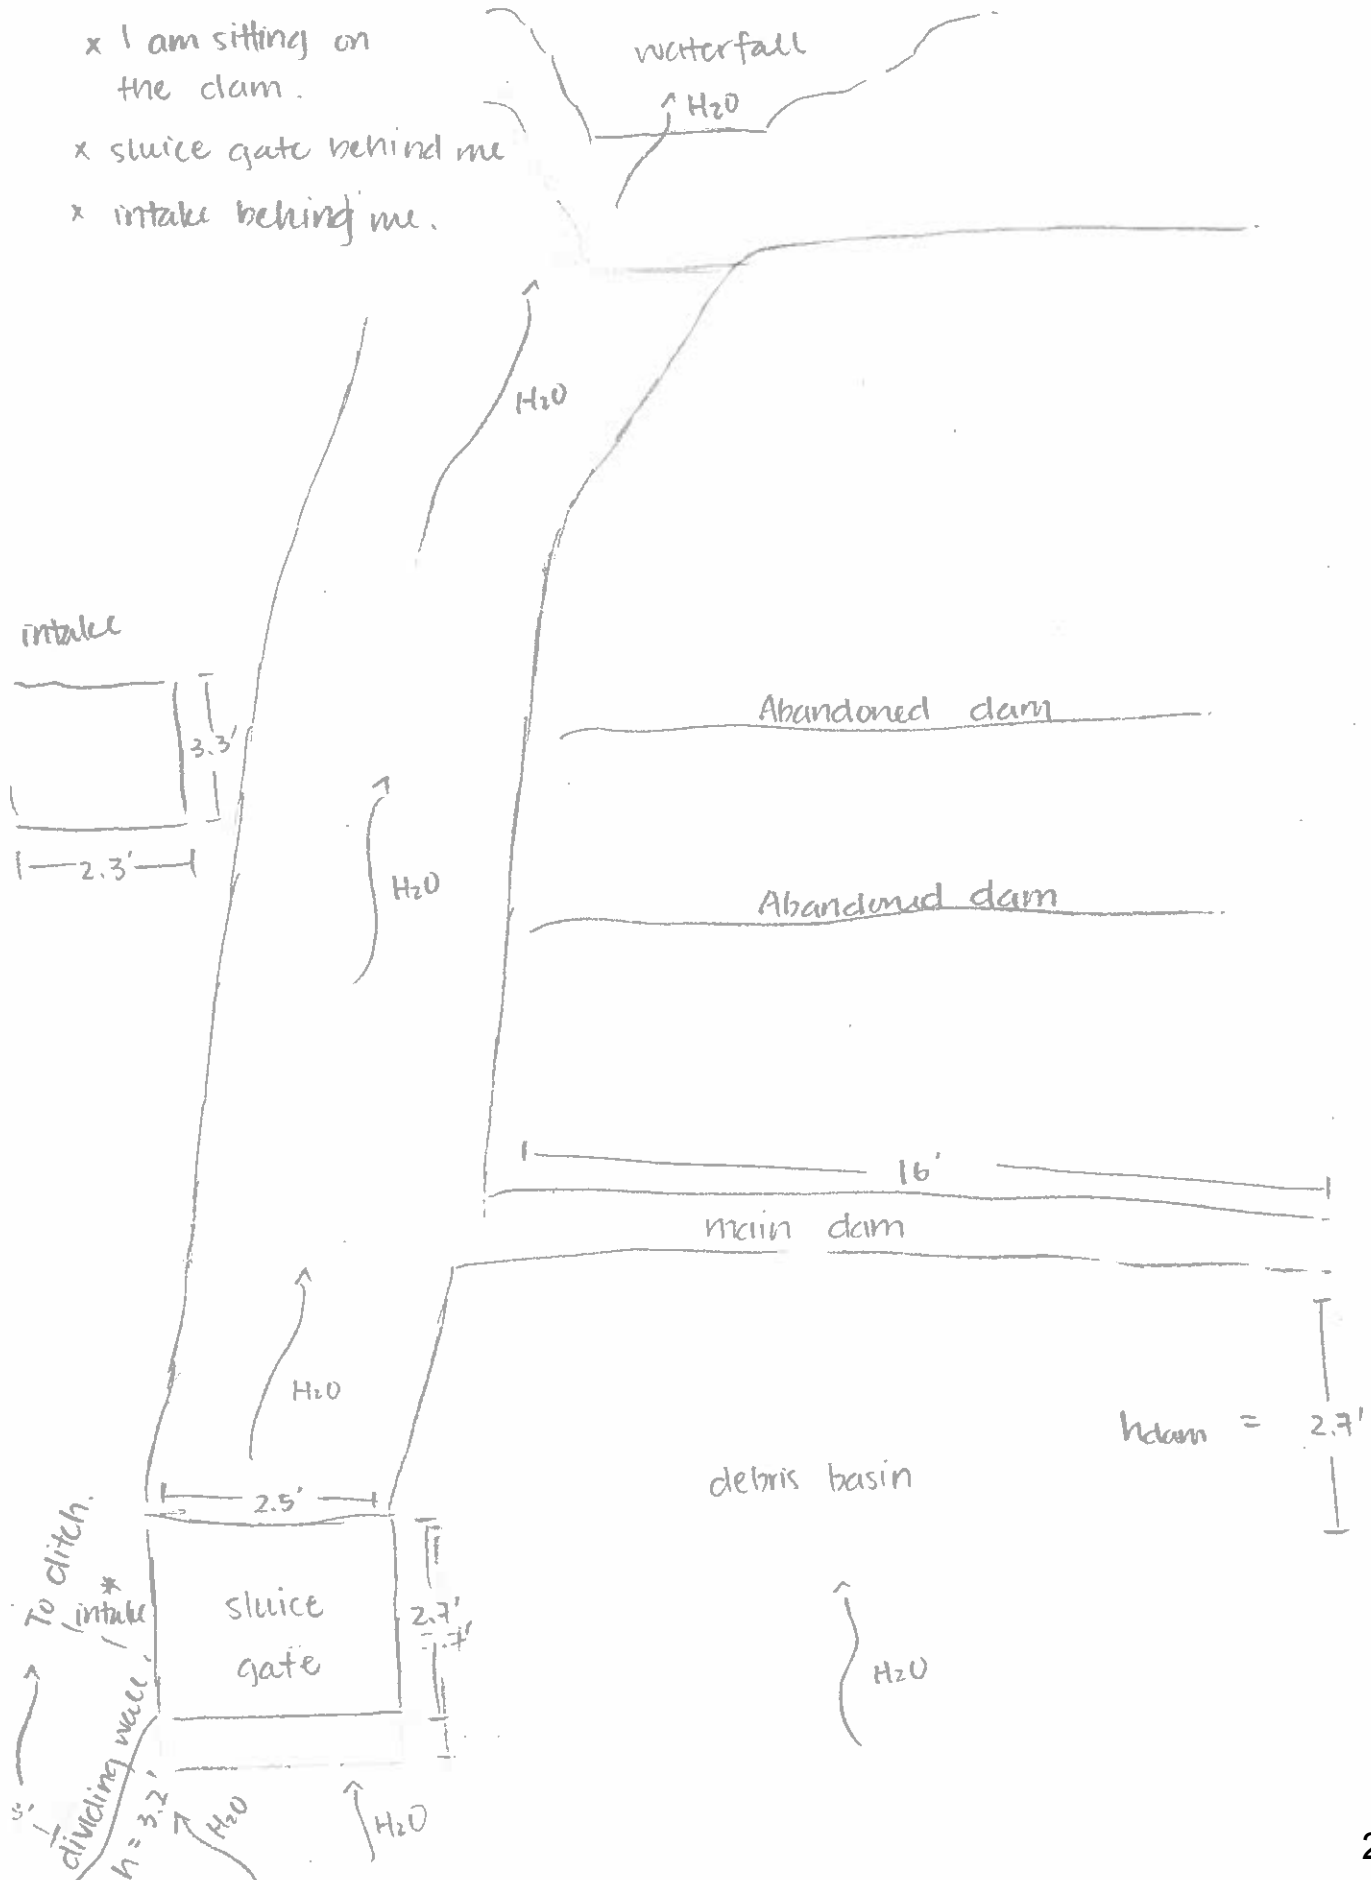 x I am sitting on
the dam.
x sluice gate behind me
x intake behind me.
waterfall
H₂O
H₂O
intake
3.3'
2.3'
Abandoned dam
H₂O
Abandoned dam
16'
main dam
H₂O
hdam = 2.7'
debris basin
2.5'
To ditch.
*
intake
sluice
gate
2.7'
H₂O
dividing wall
h = 3.2'
H₂O
H₂O
2